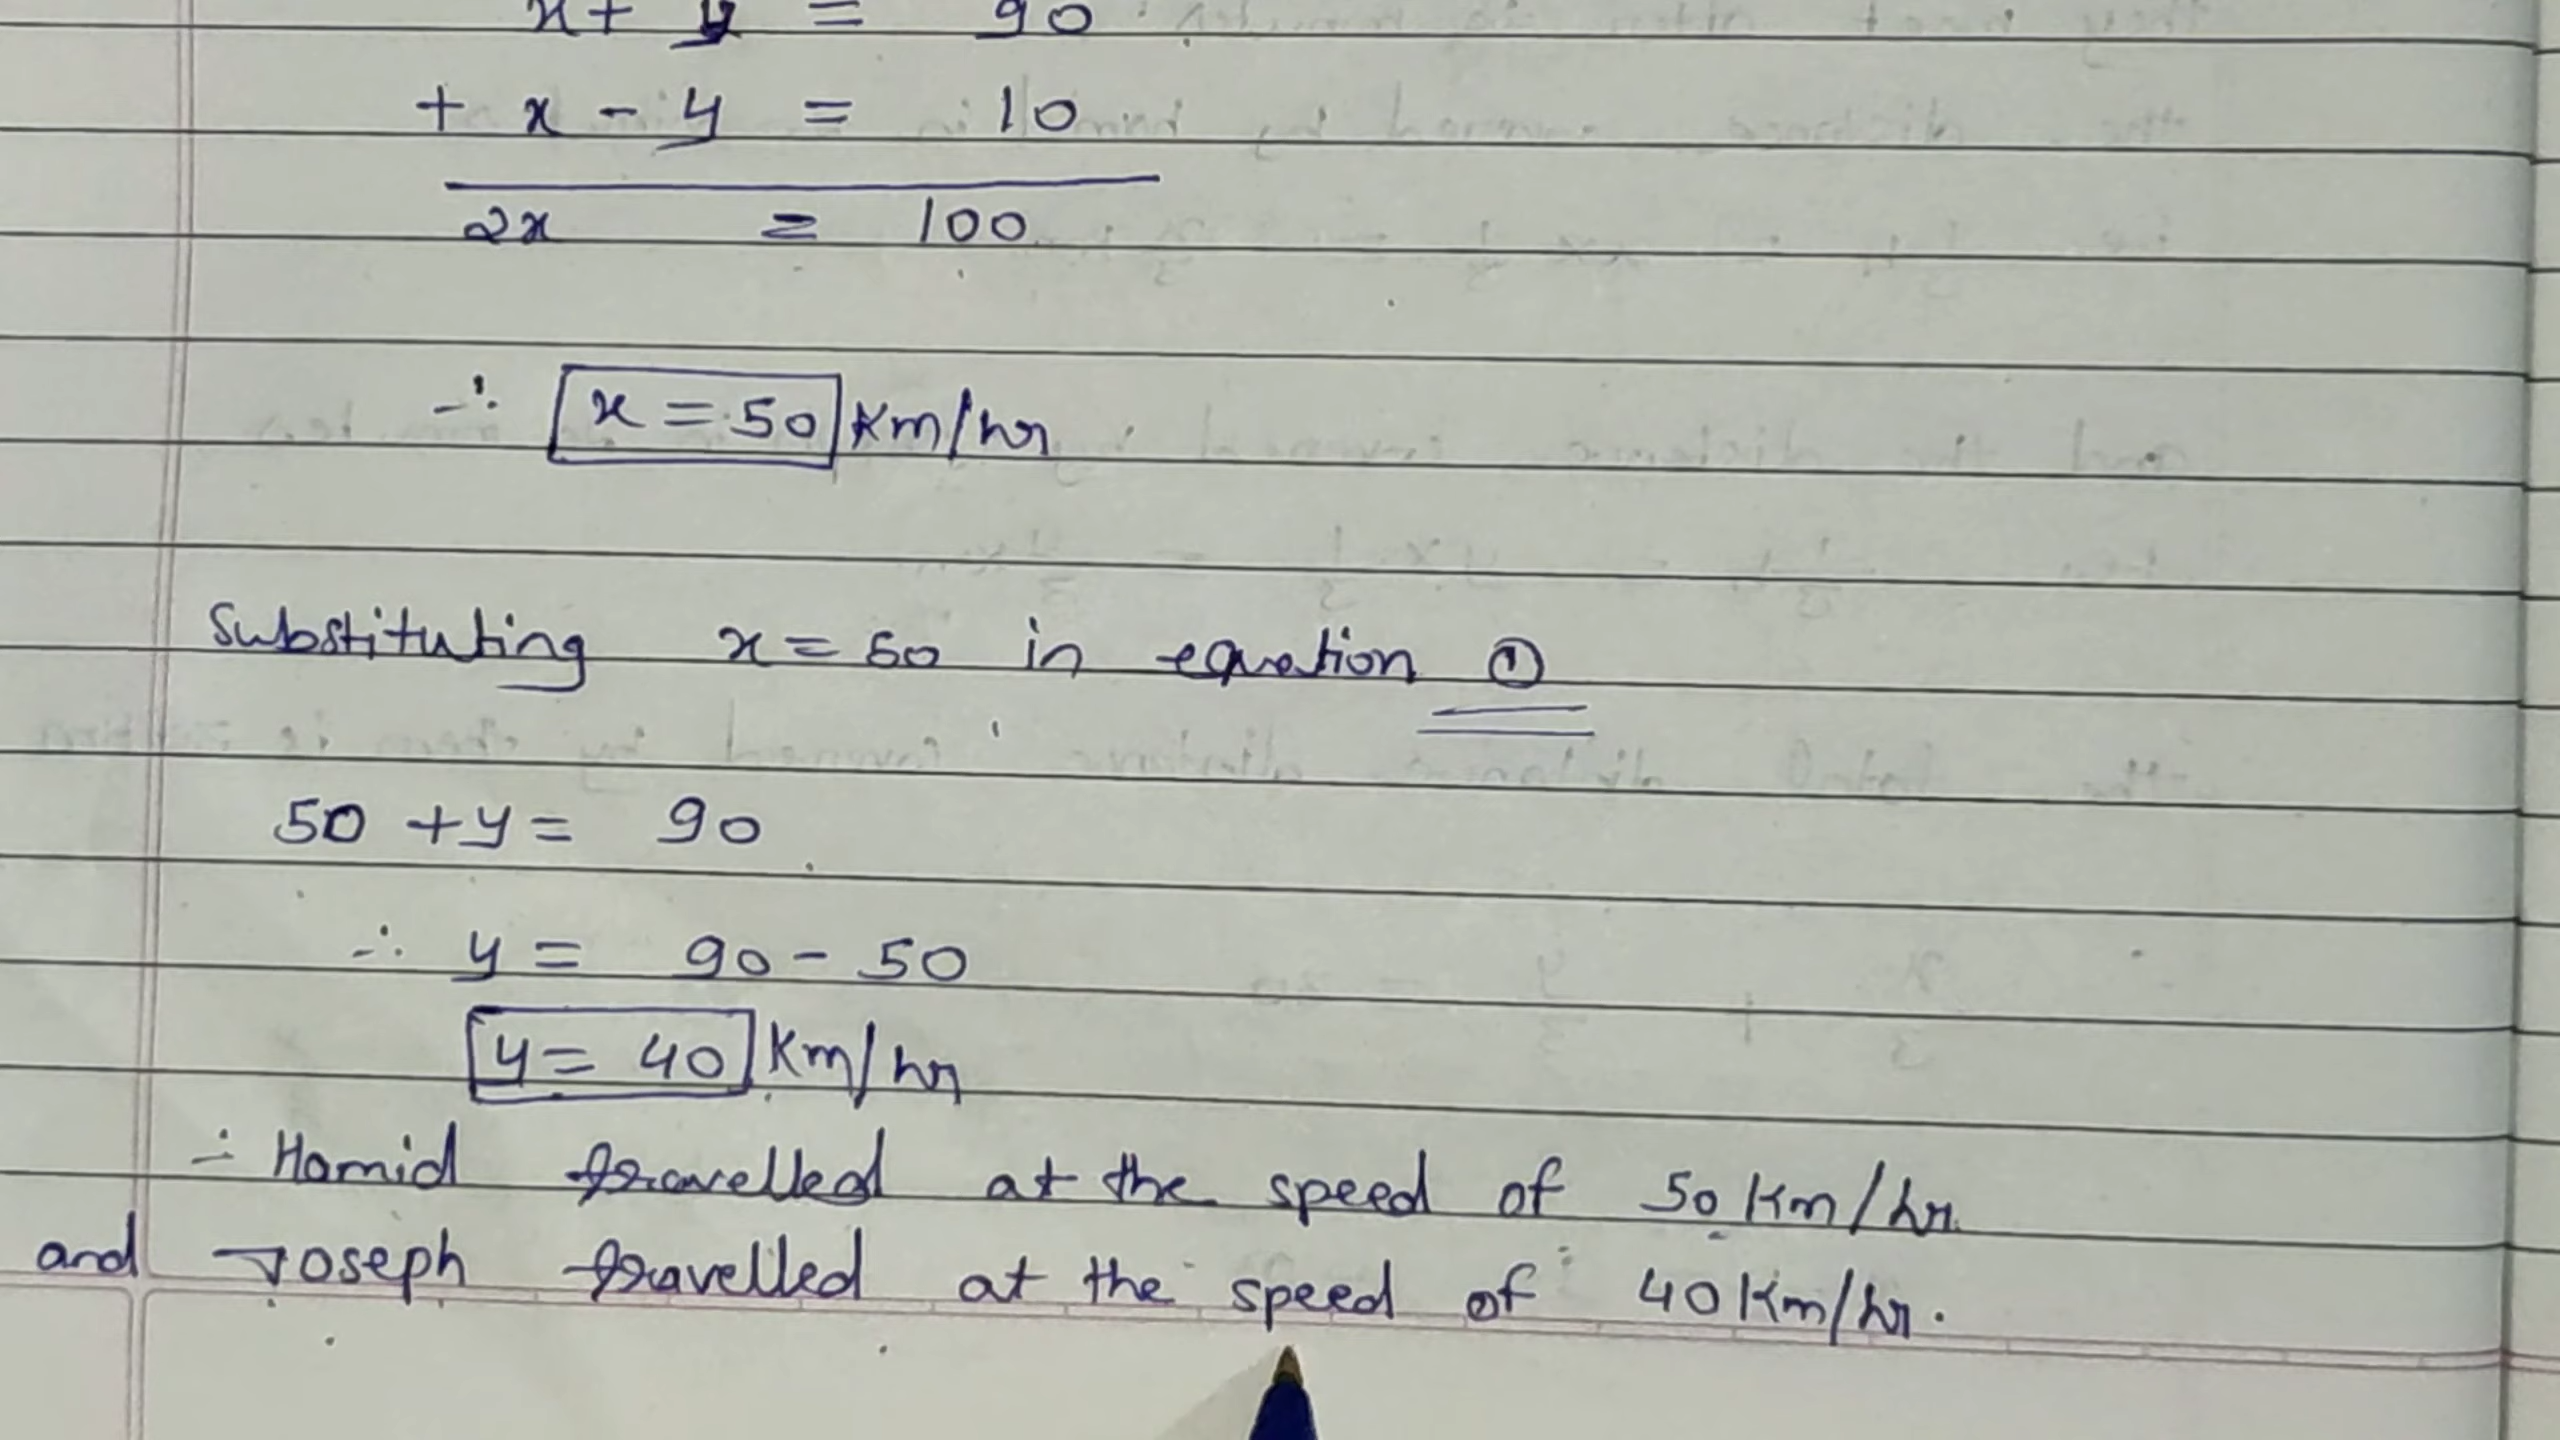 x + y = 90
+ x - y = 10
2x = 100
∴ x = 50 Km/hr
Substituting x = 50 in equation ①
50 + y = 90
∴ y = 90 - 50
y = 40 Km/hr
∴ Hamid travelled at the speed of 50 Km/hr.
and Joseph travelled at the speed of 40 Km/hr.